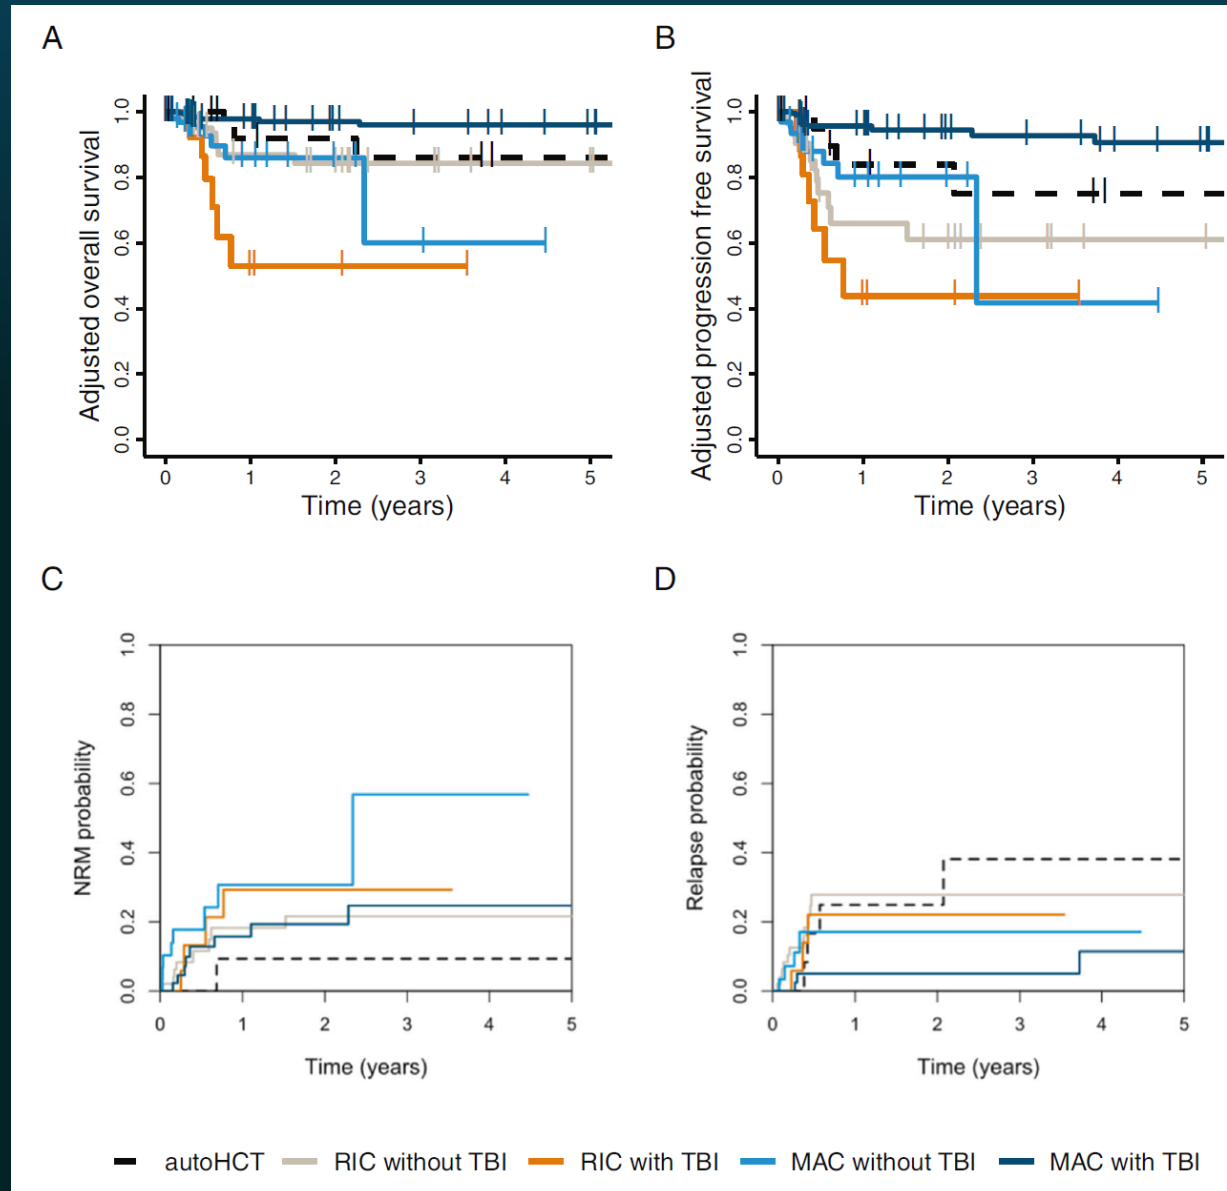 A
Adjusted overall survival
1.0
0.8
0.6
0.4
0.2
0.0
0 1 2 3 4 5
Time (years)
B
Adjusted progression free survival
1.0
0.8
0.6
0.4
0.2
0.0
0 1 2 3 4 5
Time (years)
C
NRM probability
1.0
0.8
0.6
0.4
0.2
0.0
0 1 2 3 4 5
Time (years)
D
Relapse probability
1.0
0.8
0.6
0.4
0.2
0.0
0 1 2 3 4 5
Time (years)
autoHCT RIC without TBI RIC with TBI MAC without TBI MAC with TBI